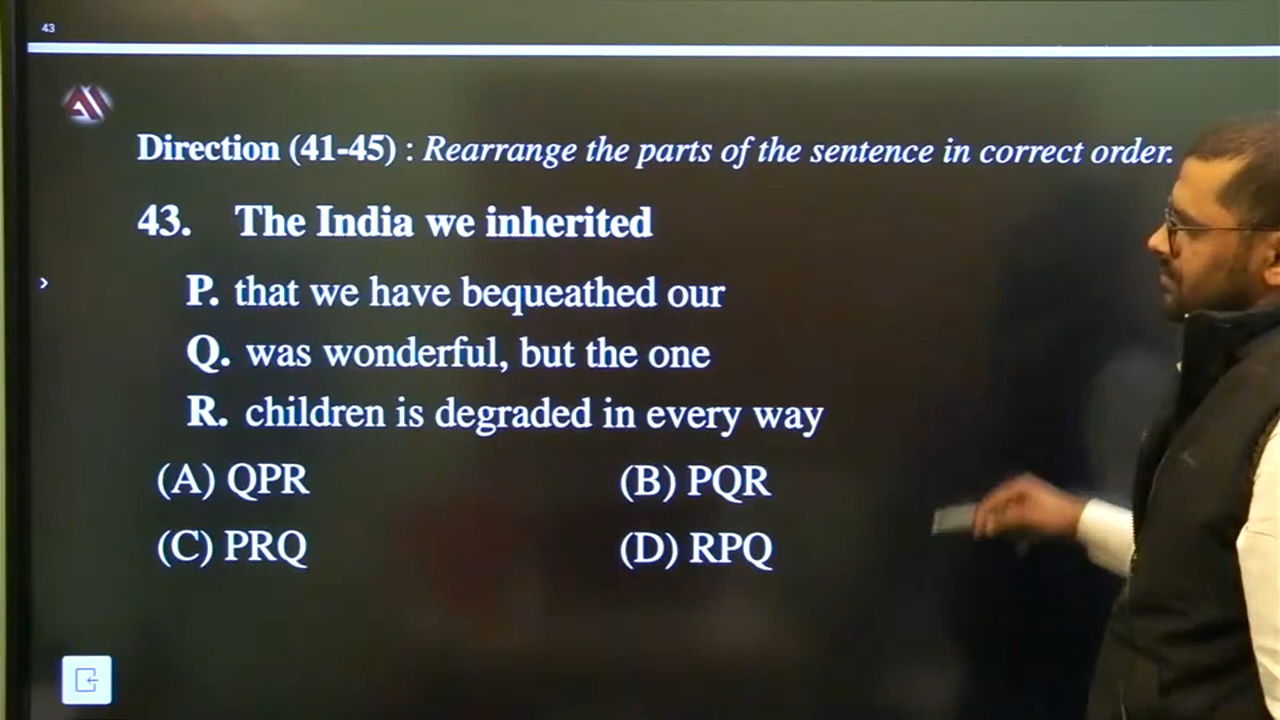 43
Direction (41-45) : Rearrange the parts of the sentence in correct order.
43. The India we inherited
P. that we have bequeathed our
Q. was wonderful, but the one
R. children is degraded in every way
(A) QPR (B) PQR
(C) PRQ (D) RPQ